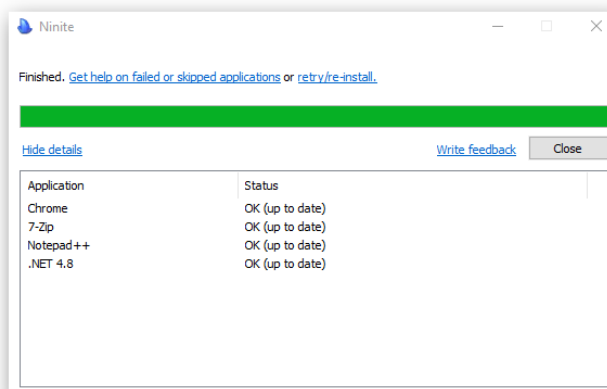 Ninite
Finished. Get help on failed or skipped applications or retry/re-install.
Hide details Write feedback Close
Application Status
Chrome OK (up to date)
7-Zip OK (up to date)
Notepad++ OK (up to date)
.NET 4.8 OK (up to date)